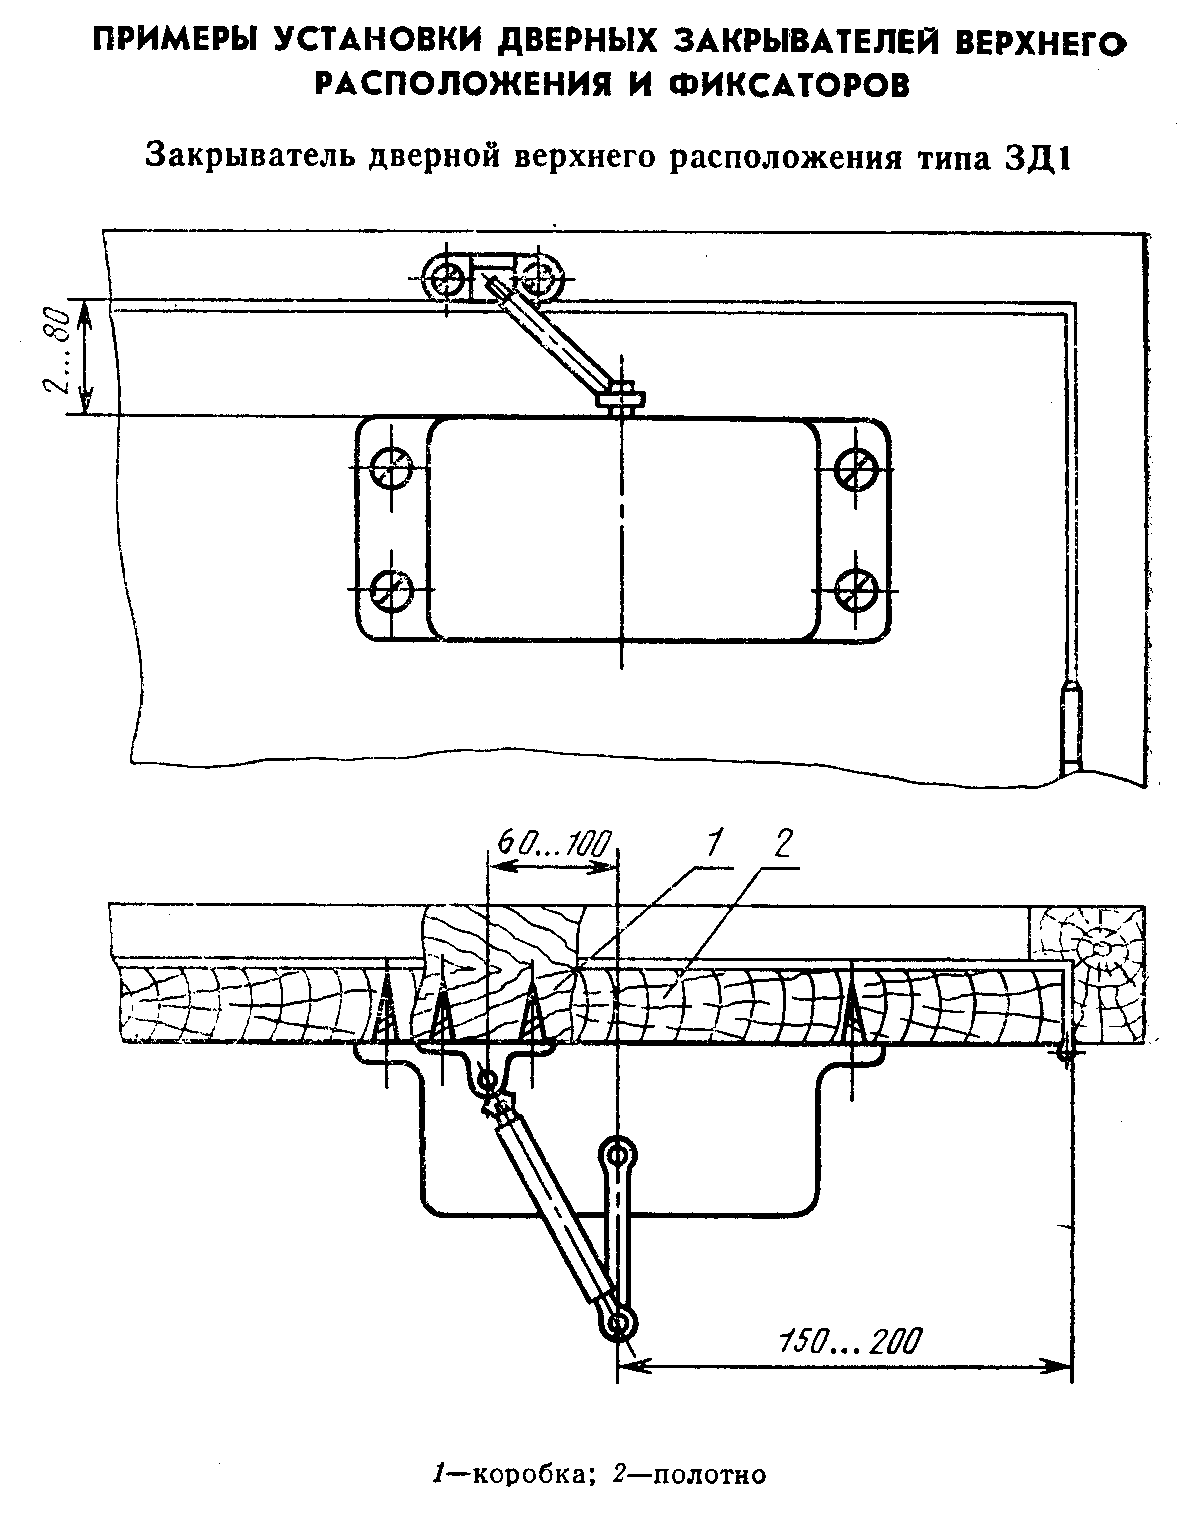 ПРИМЕРЫ УСТАНОВКИ ДВЕРНЫХ ЗАКРЫВАТЕЛЕЙ ВЕРХНЕГО
РАСПОЛОЖЕНИЯ И ФИКСАТОРОВ
Закрыватель дверной верхнего расположения типа ЗД1
2...80
60...100
1
2
150...200
1—коробка; 2—полотно